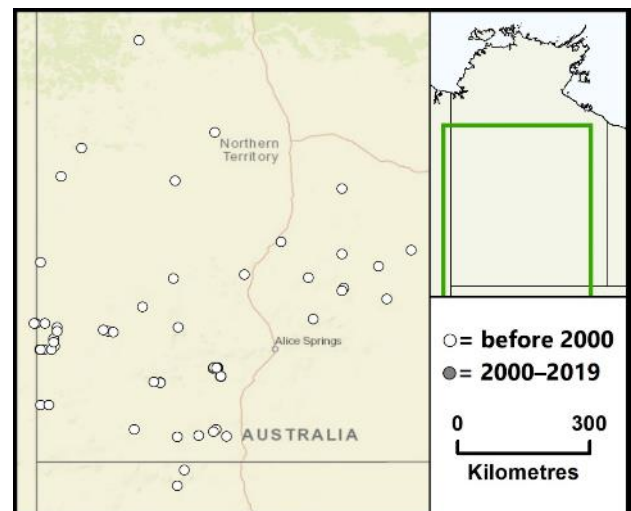 Northern
Territory
Alice Springs
AUSTRALIA
○= before 2000
●= 2000–2019
0 300
Kilometres